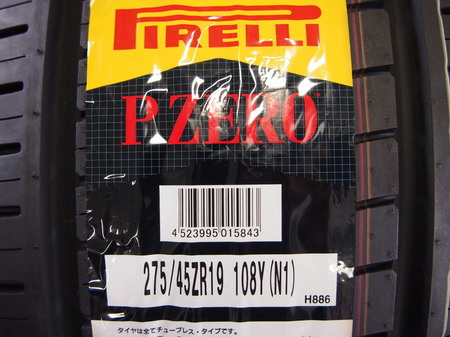 PIRELLI
P ZERO
4 523995 015843
275/45ZR19 108Y (N1)
H886
タイヤは全てチューブレス・タイプです。